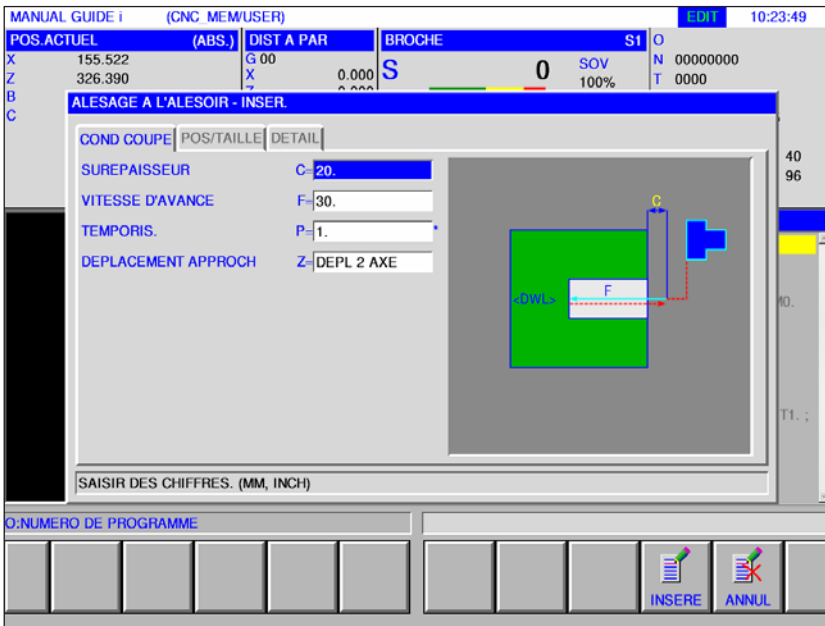 MANUAL GUIDE i (CNC_MEM/USER) EDIT 10:23:49
POS.ACTUEL (ABS.) DIST A PAR BROCHE S1 O
X 155.522 G 00 S 0 SOV N 00000000
Z 326.390 X 0.000 100% T 0000
B
C
ALESAGE A L'ALESOIR - INSER.
COND COUPE POS/TAILLE DETAIL
SUREPAISSEUR C= 20.
VITESSE D'AVANCE F= 30.
TEMPORIS. P= 1. *
DEPLACEMENT APPROCH Z= DEPL 2 AXE
C
<DWL> F
40
96
T1. ;
SAISIR DES CHIFFRES. (MM, INCH)
O:NUMERO DE PROGRAMME
INSERE ANNUL